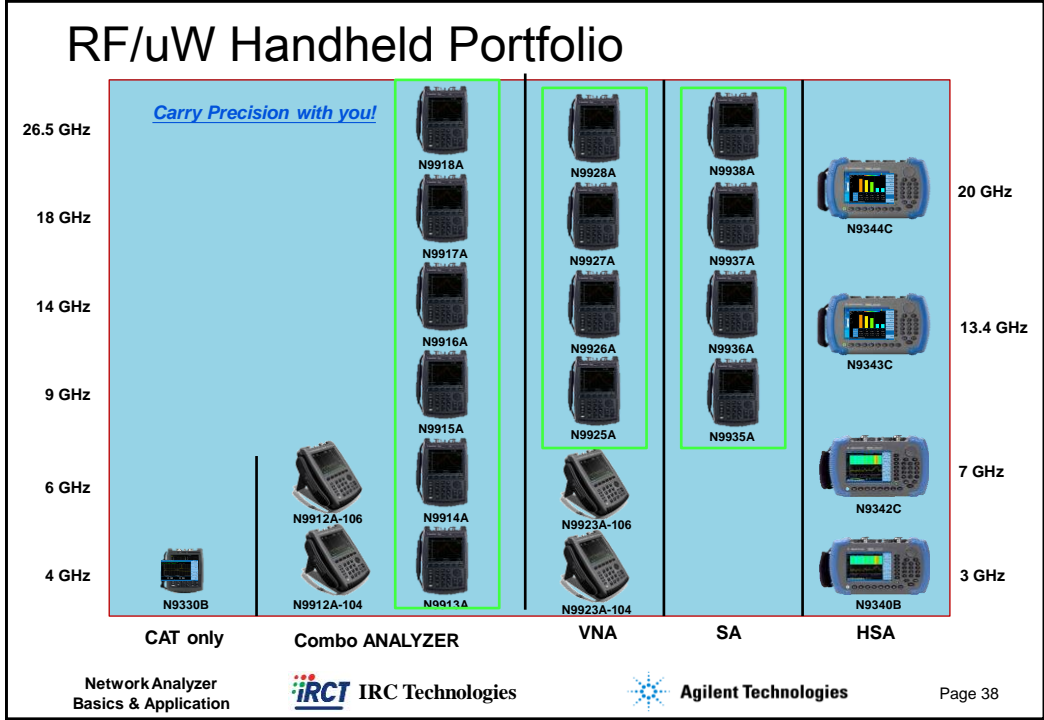 RF/uW Handheld Portfolio
Carry Precision with you!
26.5 GHz
N9918A
N9928A
N9938A
20 GHz
N9344C
18 GHz
N9917A
N9927A
N9937A
14 GHz
N9916A
N9926A
N9936A
13.4 GHz
N9343C
9 GHz
N9915A
N9925A
N9935A
6 GHz
N9912A-106
N9914A
N9923A-106
7 GHz
N9342C
4 GHz
N9330B
N9912A-104
N9913A
N9923A-104
3 GHz
N9340B
CAT only
Combo ANALYZER
VNA
SA
HSA
Network Analyzer
Basics & Application
iRCT IRC Technologies
Agilent Technologies
Page 38